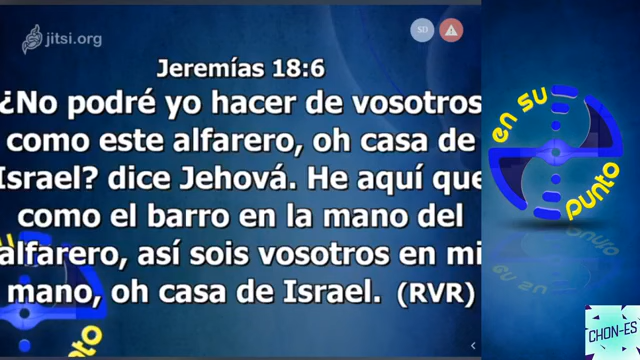 jitsi.org
SD
Jeremías 18:6
¿No podré yo hacer de vosotros
como este alfarero, oh casa de
Israel? dice Jehová. He aquí que
como el barro en la mano del
alfarero, así sois vosotros en mi
mano, oh casa de Israel. (RVR)
en su
punto
CHON-ES